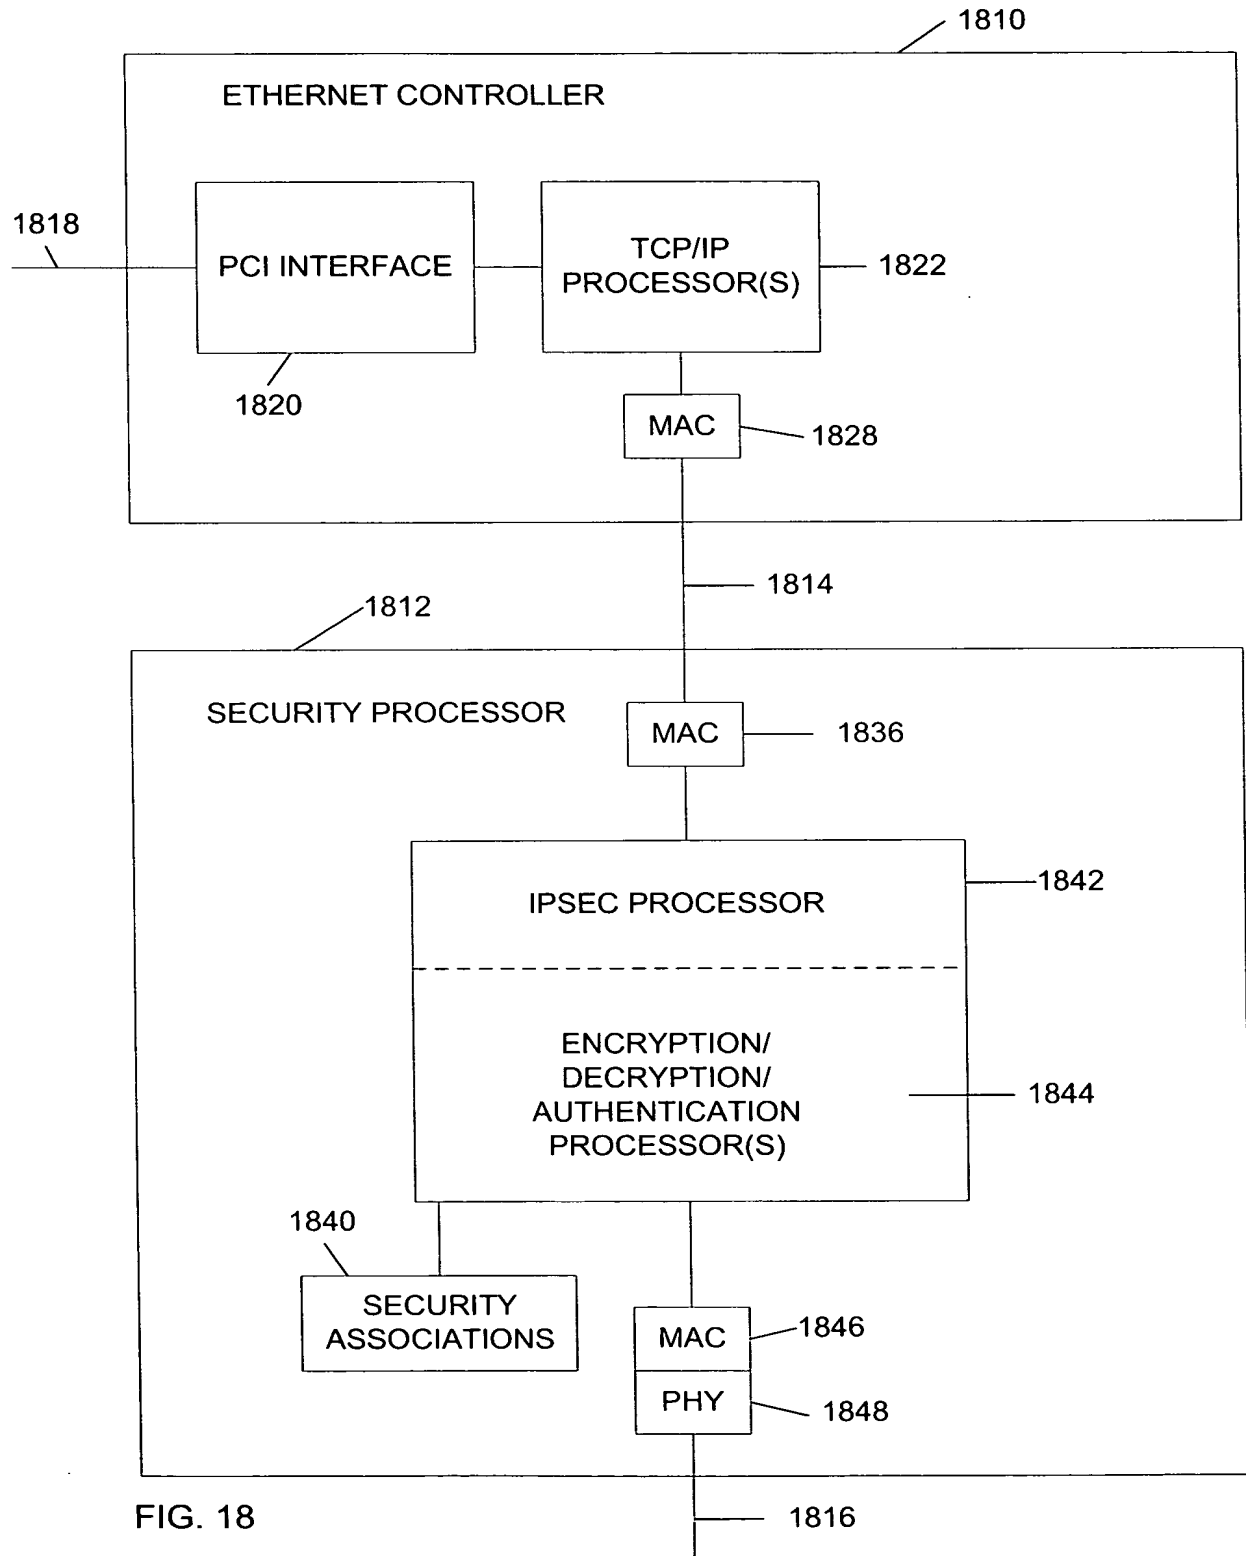 1810
ETHERNET CONTROLLER
1818
PCI INTERFACE
TCP/IP
PROCESSOR(S)
1822
1820
MAC
1828
1814
1812
SECURITY PROCESSOR
MAC
1836
IPSEC PROCESSOR
1842
ENCRYPTION/
DECRYPTION/
AUTHENTICATION
PROCESSOR(S)
1844
1840
SECURITY
ASSOCIATIONS
MAC
1846
PHY
1848
FIG. 18
1816